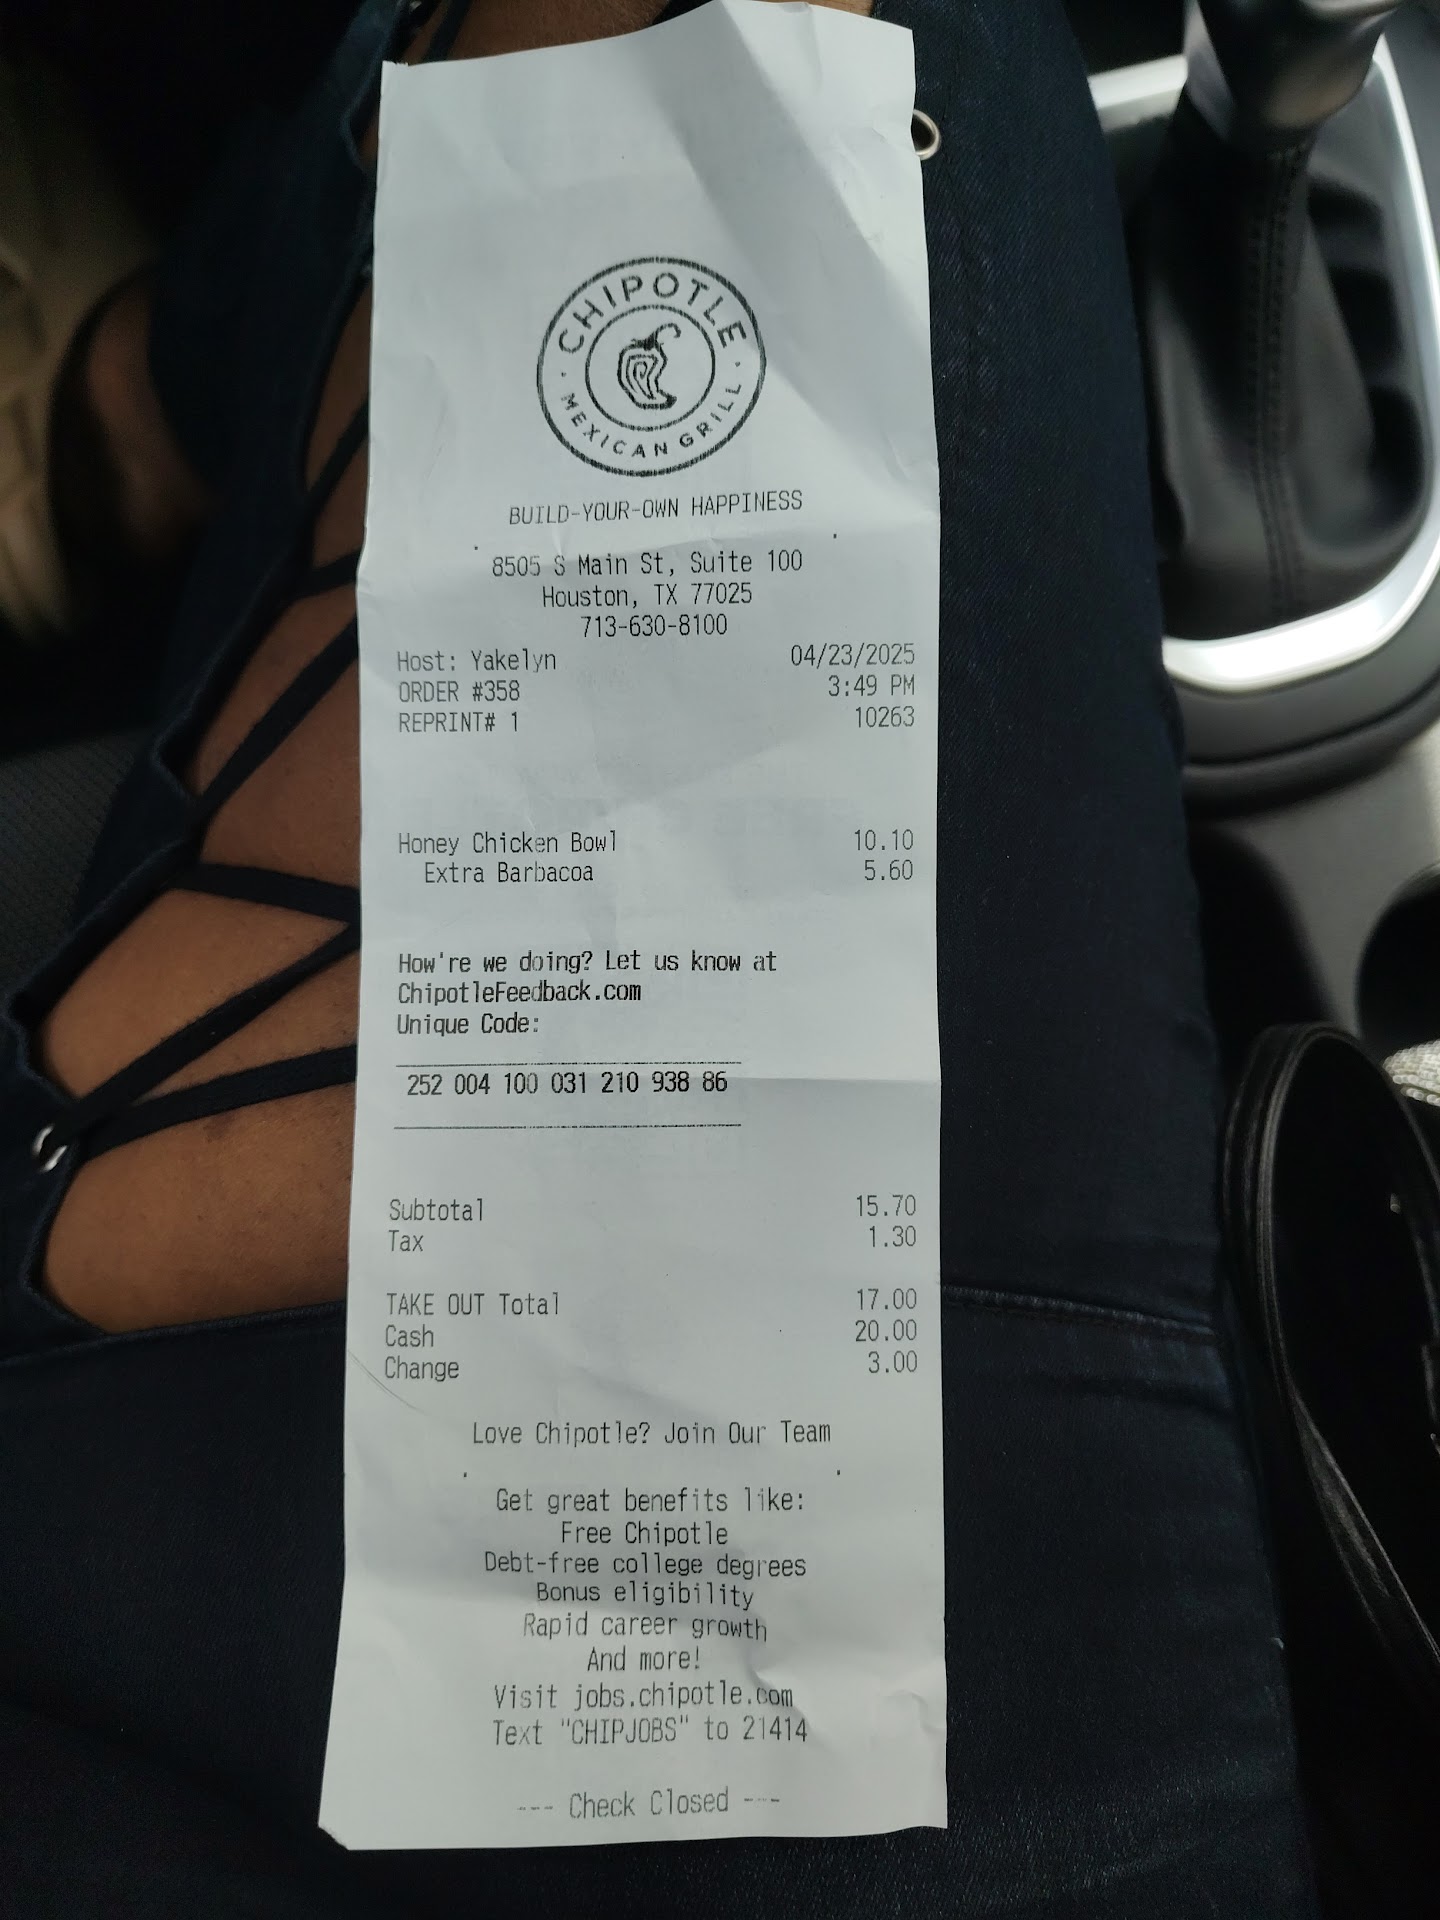 CHIPOTLE
MEXICAN GRILL
BUILD-YOUR-OWN HAPPINESS
8505 S Main St, Suite 100
Houston, TX 77025
713-630-8100
Host: Yakelyn 04/23/2025
ORDER #358 3:49 PM
REPRINT# 1 10263
Honey Chicken Bowl 10.10
Extra Barbacoa 5.60
How're we doing? Let us know at
ChipotleFeedback.com
Unique Code:
252 004 100 031 210 938 86
Subtotal 15.70
Tax 1.30
TAKE OUT Total 17.00
Cash 20.00
Change 3.00
Love Chipotle? Join Our Team
Get great benefits like:
Free Chipotle
Debt-free college degrees
Bonus eligibility
Rapid career growth
And more!
Visit jobs.chipotle.com
Text "CHIPJOBS" to 21414
--- Check Closed ---